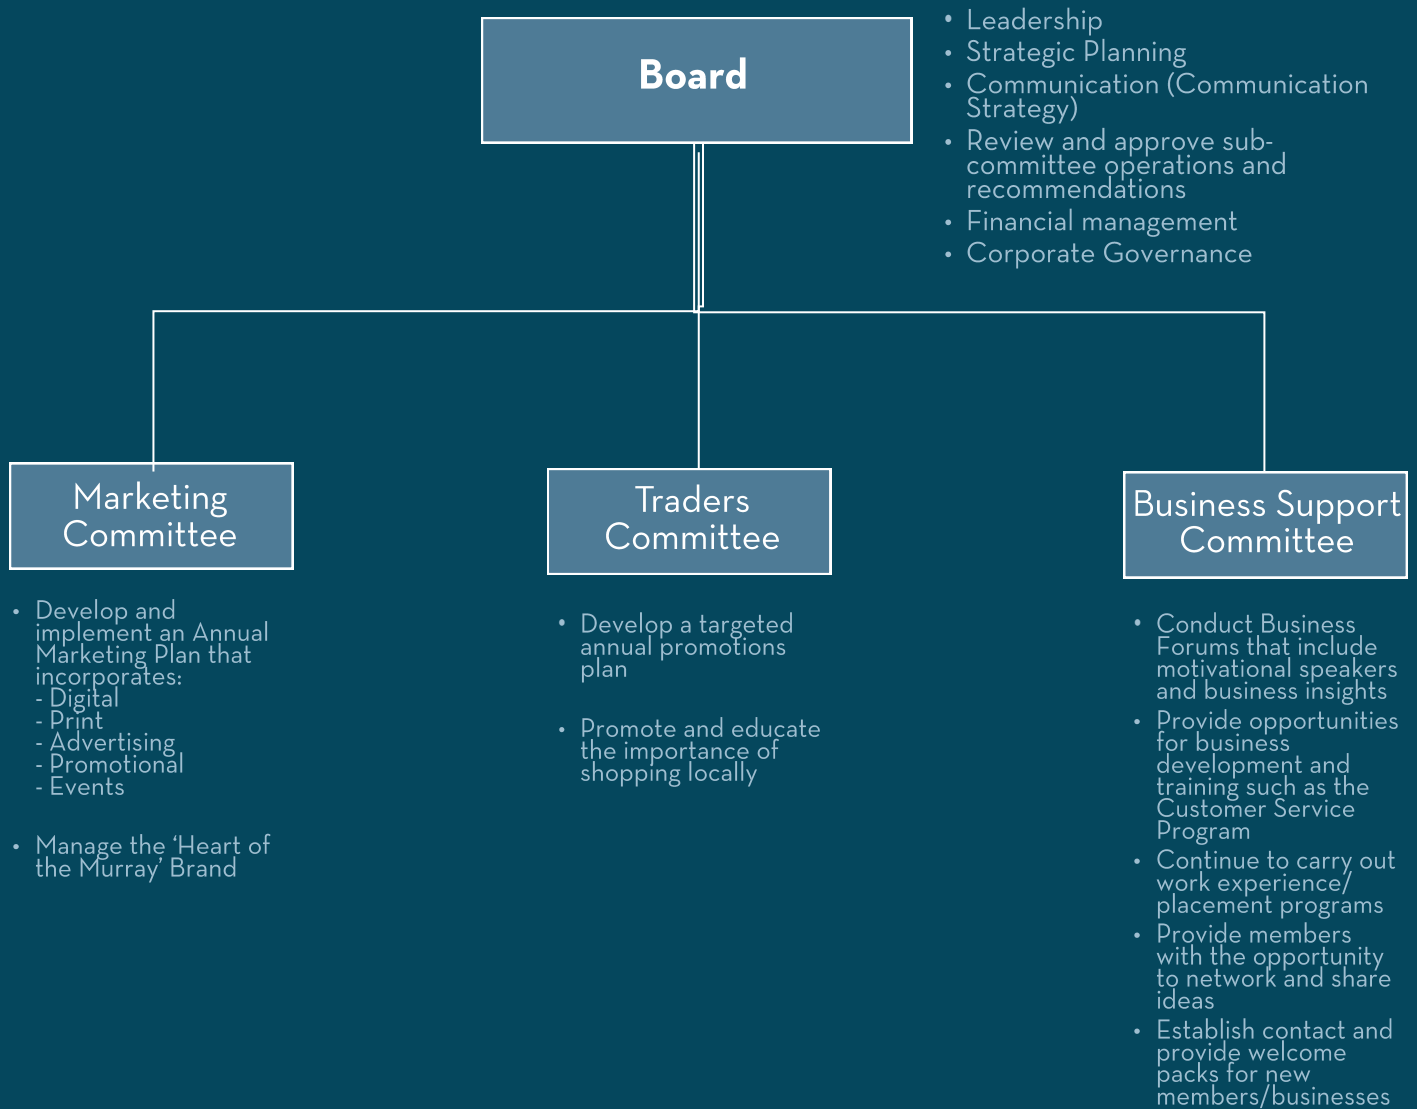 Board
• Leadership
• Strategic Planning
• Communication (Communication
Strategy)
• Review and approve sub-
committee operations and
recommendations
• Financial management
• Corporate Governance
Marketing
Committee
• Develop and
implement an Annual
Marketing Plan that
incorporates:
- Digital
- Print
- Advertising
- Promotional
- Events
• Manage the ‘Heart of
the Murray’ Brand
Traders
Committee
• Develop a targeted
annual promotions
plan
• Promote and educate
the importance of
shopping locally
Business Support
Committee
• Conduct Business
Forums that include
motivational speakers
and business insights
• Provide opportunities
for business
development and
training such as the
Customer Service
Program
• Continue to carry out
work experience/
placement programs
• Provide members
with the opportunity
to network and share
ideas
• Establish contact and
provide welcome
packs for new
members/businesses